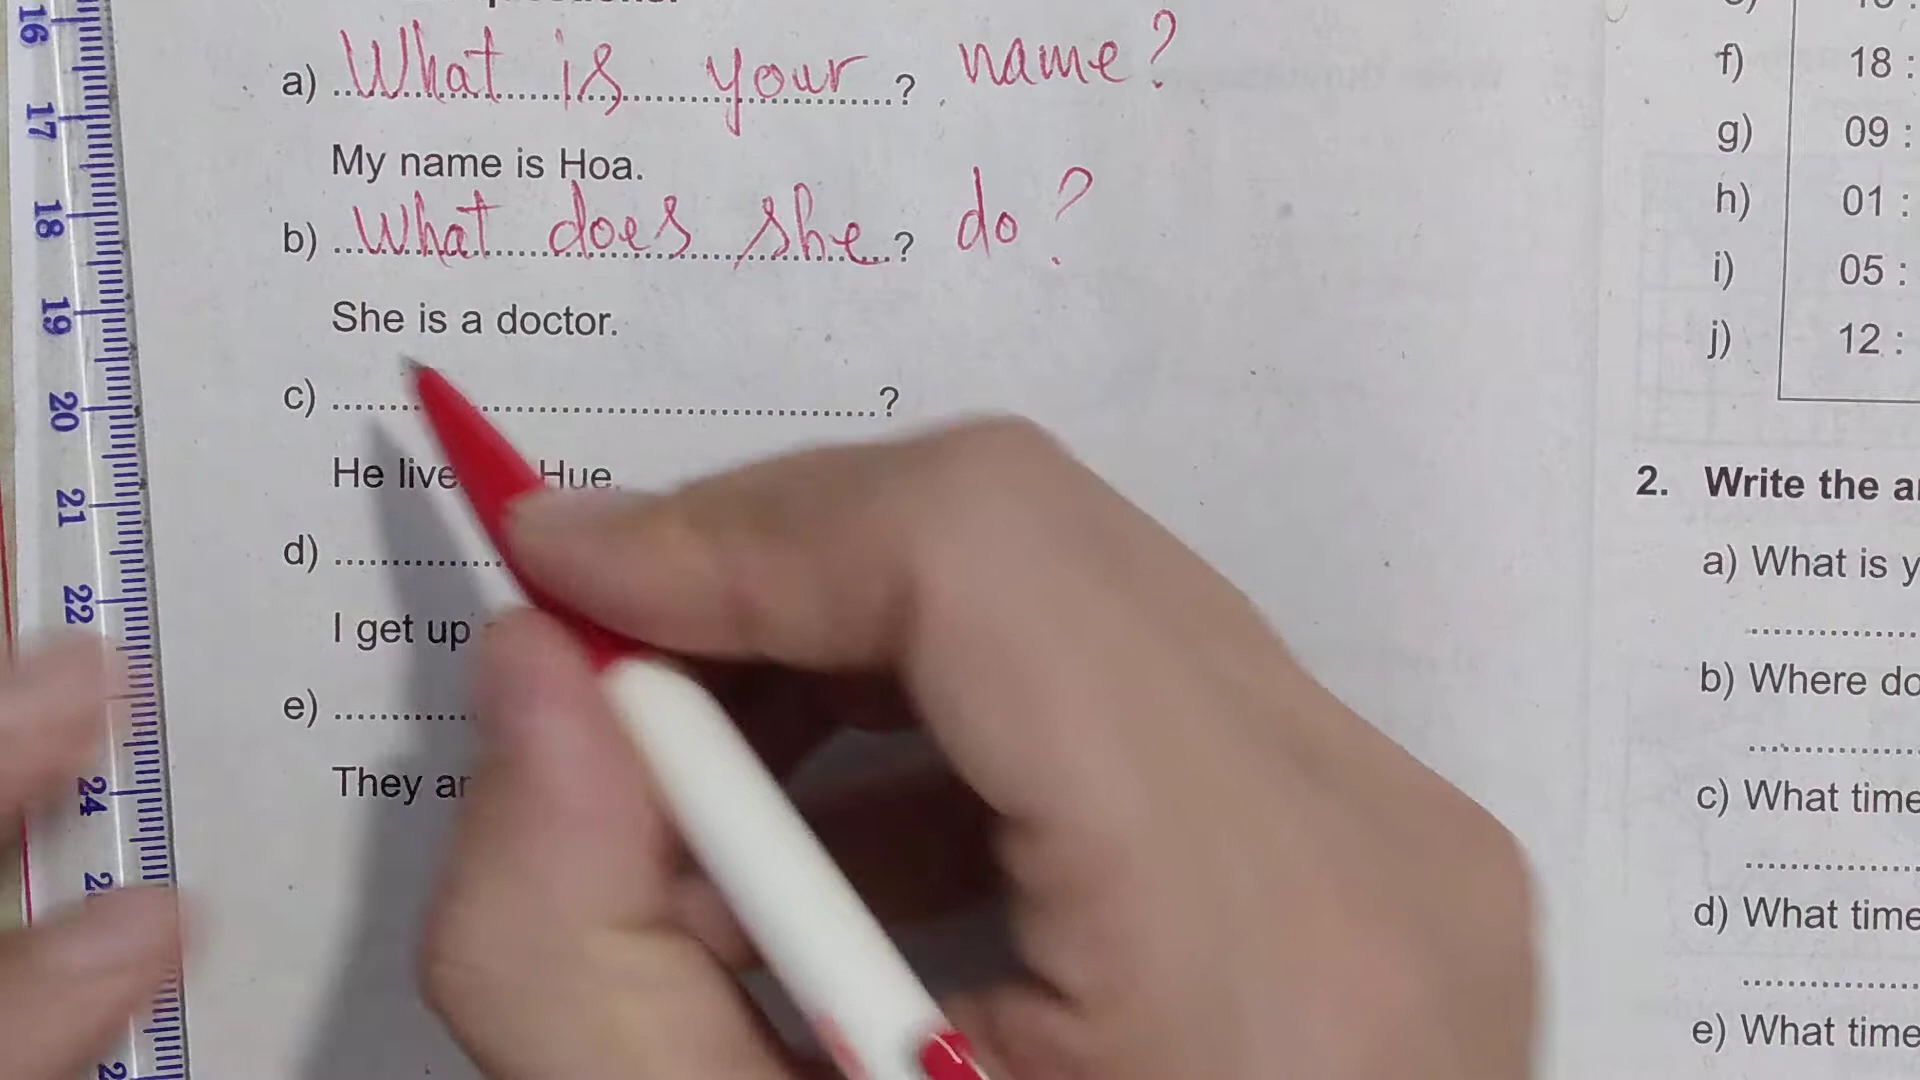 a) What is your ? name?
My name is Hoa.
b) What does she ? do?
She is a doctor.
c) ?
He live Hue.
d)
I get up
e)
They
f) 18 :
g) 09 :
h) 01 :
i) 05 :
j) 12 :
2. Write the
a) What is
b) Where
c) What time
d) What time
e) What time
16
17
18
19
20
21
22
24